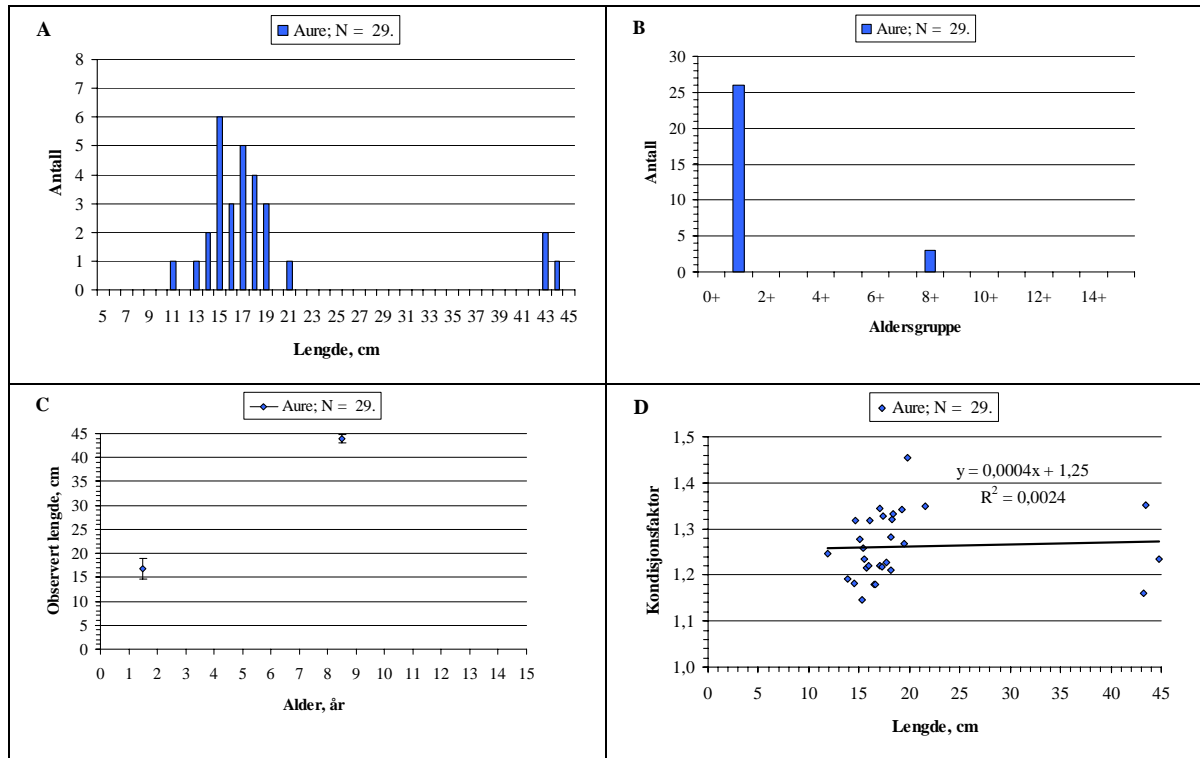 A
Aure; N = 29.
8
7
6
5
4
3
2
1
0
Antall
5 7 9 11 13 15 17 19 21 23 25 27 29 31 33 35 37 39 41 43 45
Lengde, cm
B
Aure; N = 29.
30
25
20
15
10
5
0
Antall
0+ 2+ 4+ 6+ 8+ 10+ 12+ 14+
Aldersgruppe
C
Aure; N = 29.
45
40
35
30
25
20
15
10
5
0
Observert lengde, cm
0 1 2 3 4 5 6 7 8 9 10 11 12 13 14 15
Alder, år
D
Aure; N = 29.
1,5
1,4
1,3
1,2
1,1
1,0
Kondisjonsfaktor
y = 0,0004x + 1,25
R² = 0,0024
0 5 10 15 20 25 30 35 40 45
Lengde, cm